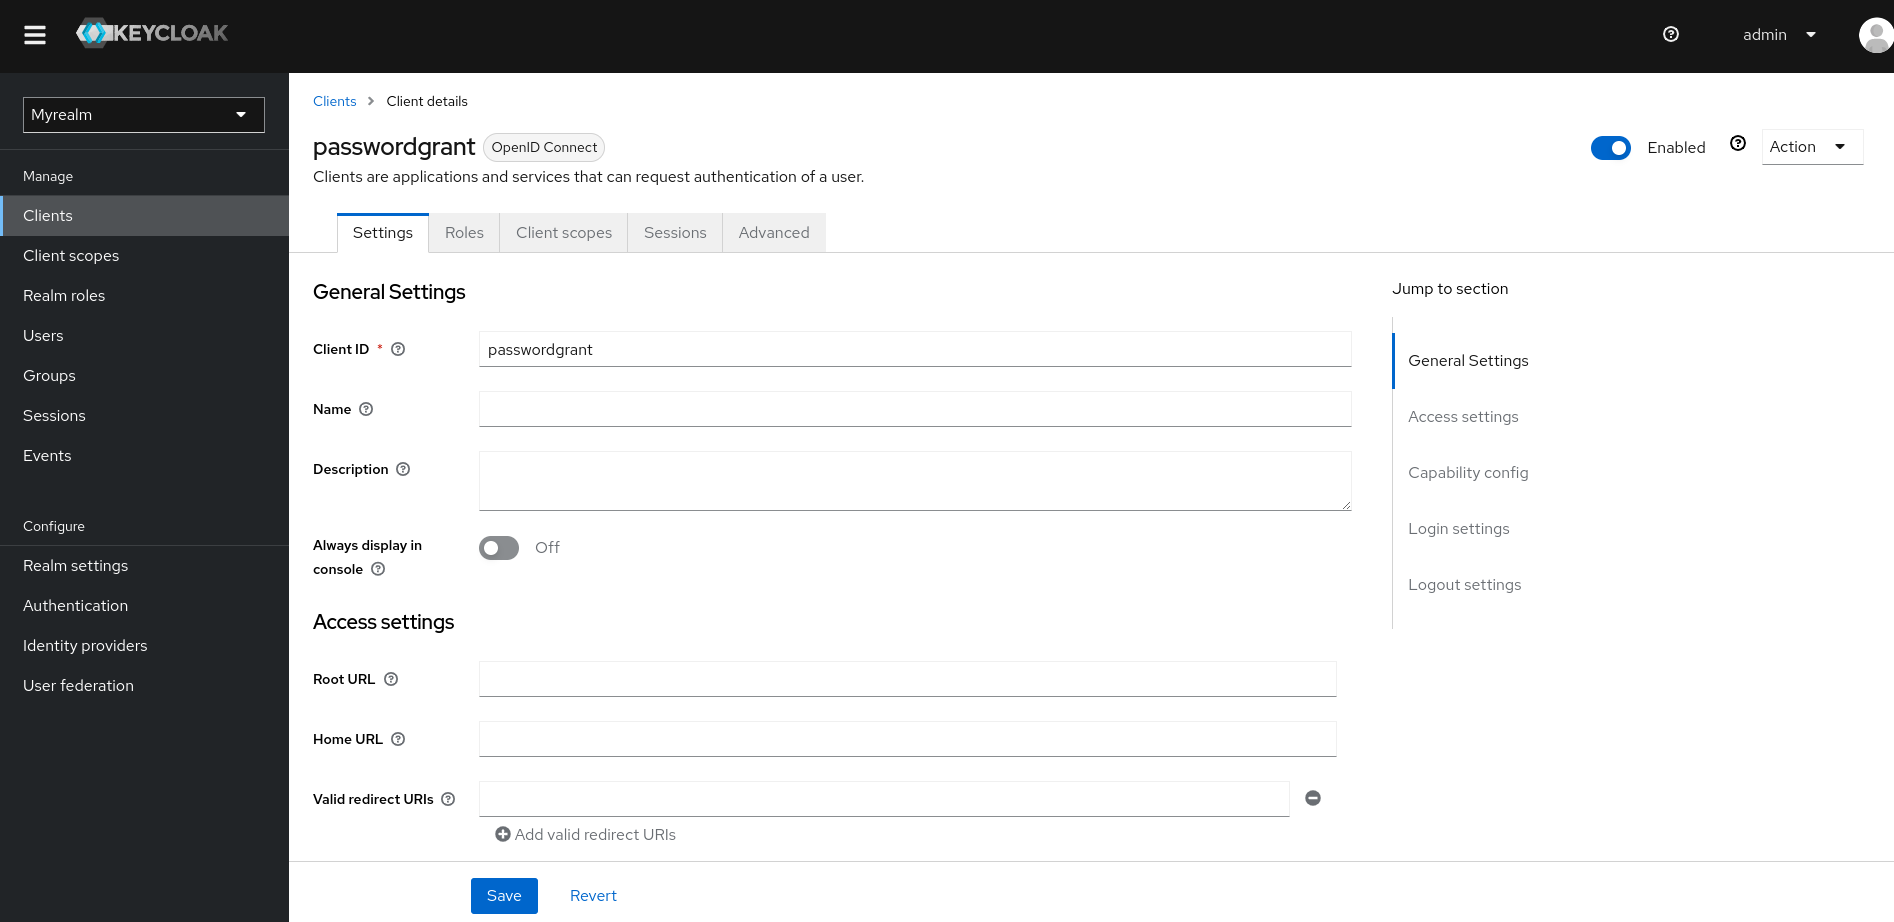 KEYCLOAK
admin
Myrealm
Manage
Clients
Client scopes
Realm roles
Users
Groups
Sessions
Events
Configure
Realm settings
Authentication
Identity providers
User federation
Clients Client details
passwordgrant OpenID Connect
Enabled
Action
Clients are applications and services that can request authentication of a user.
Settings Roles Client scopes Sessions Advanced
General Settings
Client ID * passwordgrant
Name
Description
Always display in
console
Off
Access settings
Root URL
Home URL
Valid redirect URIs
Add valid redirect URIs
Save Revert
Jump to section
General Settings
Access settings
Capability config
Login settings
Logout settings